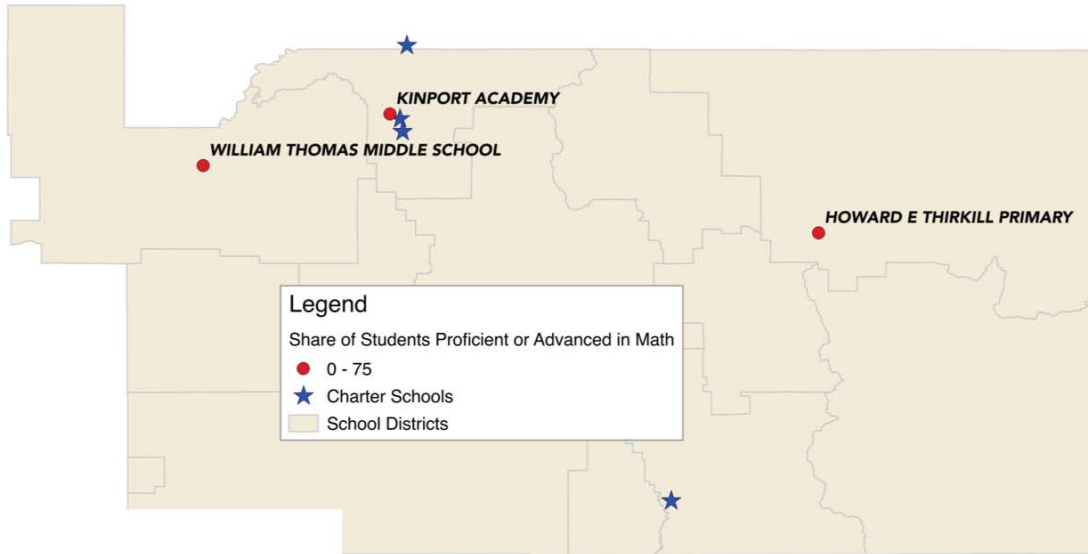 KINPORT ACADEMY
WILLIAM THOMAS MIDDLE SCHOOL
HOWARD E THIRKILL PRIMARY
Legend
Share of Students Proficient or Advanced in Math
0 - 75
Charter Schools
School Districts